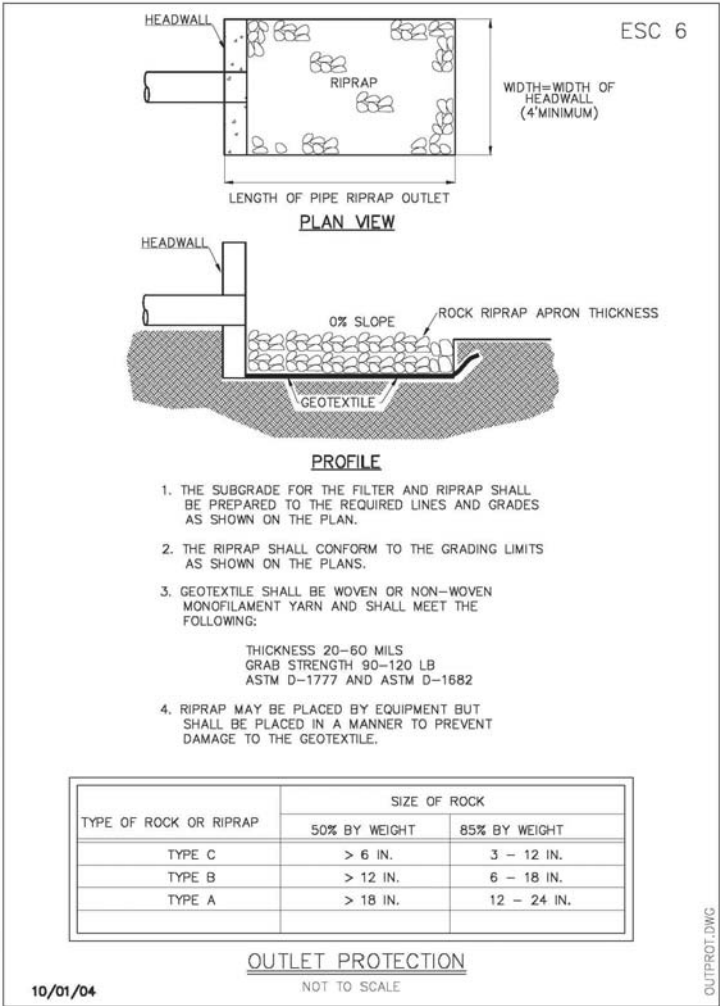 ESC 6
HEADWALL
RIPRAP
WIDTH=WIDTH OF
HEADWALL
(4'MINIMUM)
LENGTH OF PIPE RIPRAP OUTLET
PLAN VIEW
HEADWALL
0% SLOPE
ROCK RIPRAP APRON THICKNESS
GEOTEXTILE
PROFILE
1. THE SUBGRADE FOR THE FILTER AND RIPRAP SHALL
BE PREPARED TO THE REQUIRED LINES AND GRADES
AS SHOWN ON THE PLAN.
2. THE RIPRAP SHALL CONFORM TO THE GRADING LIMITS
AS SHOWN ON THE PLANS.
3. GEOTEXTILE SHALL BE WOVEN OR NON-WOVEN
MONOFILAMENT YARN AND SHALL MEET THE
FOLLOWING:
THICKNESS 20-60 MILS
GRAB STRENGTH 90-120 LB
ASTM D-1777 AND ASTM D-1682
4. RIPRAP MAY BE PLACED BY EQUIPMENT BUT
SHALL BE PLACED IN A MANNER TO PREVENT
DAMAGE TO THE GEOTEXTILE.
TYPE OF ROCK OR RIPRAP
SIZE OF ROCK
50% BY WEIGHT 85% BY WEIGHT
TYPE C > 6 IN. 3 - 12 IN.
TYPE B > 12 IN. 6 - 18 IN.
TYPE A > 18 IN. 12 - 24 IN.
OUTLET PROTECTION
NOT TO SCALE
10/01/04
OUTPROT.DWG